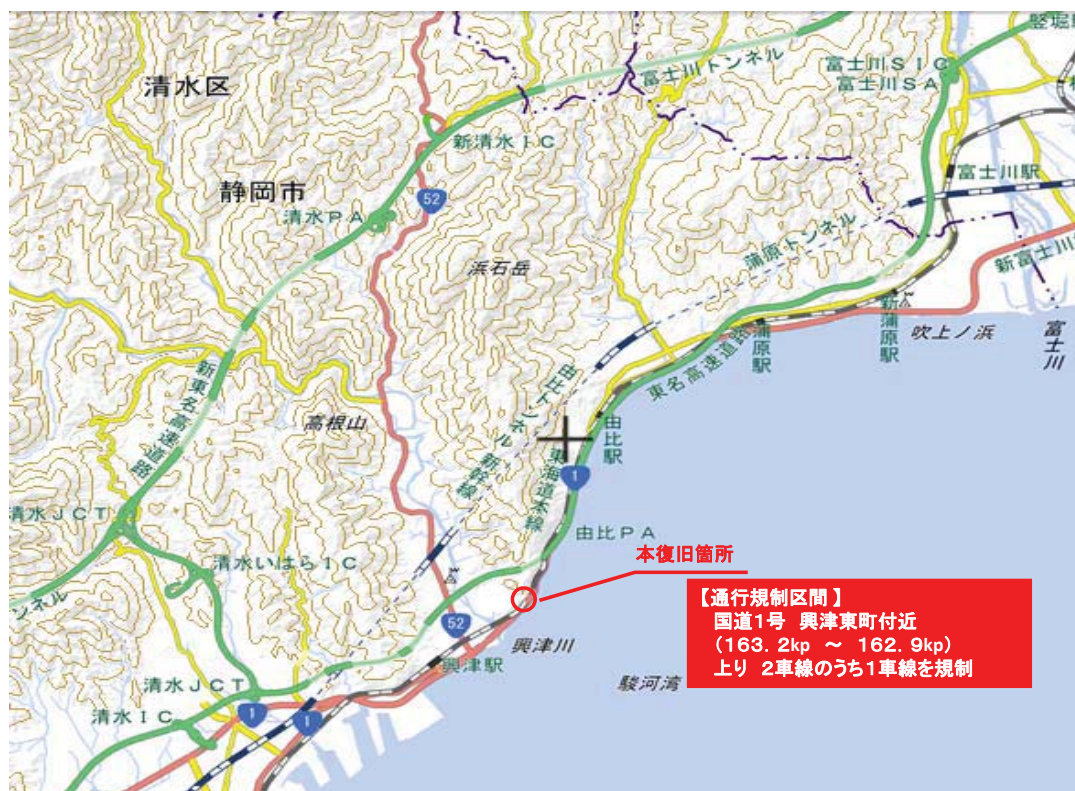 竪堀
富士川トンネル
富士川SIC
富士川SA
清水区
新清水IC
静岡市
52
清水PA
富士川駅
蒲原トンネル
浜石岳
新富士川
新蒲原駅
蒲原駅
吹上ノ浜
富士川
東名高速道路
新東名高速道路
高根山
由比トンネル
新幹線
東海道本線
由比駅
1
清水JCT
由比PA
清水いはらIC
本復旧箇所
【通行規制区間】
国道1号 興津東町付近
(163.2kp ～ 162.9kp)
上り 2車線のうち1車線を規制
ンネル
52
興津川
興津駅
駿河湾
清水JCT
清水IC
1
1